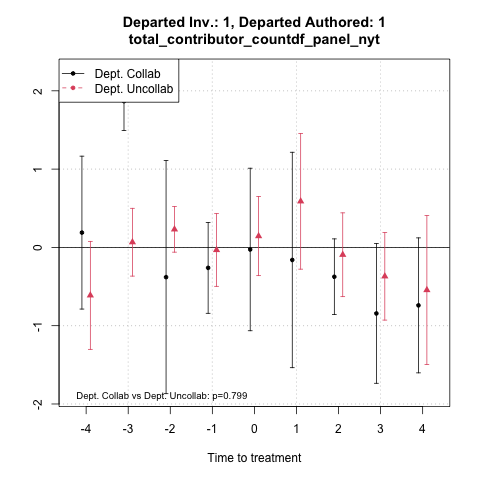 Departed Inv.: 1, Departed Authored: 1
total_contributor_countdf_panel_nyt
Dept. Collab
Dept. Uncollab
2
1
0
-1
-2
Dept. Collab vs Dept. Uncollab: p=0.799
-4 -3 -2 -1 0 1 2 3 4
Time to treatment